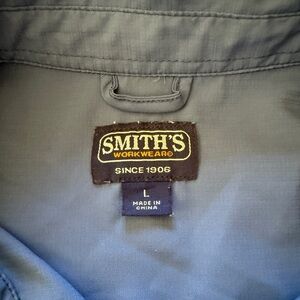 SMITH'S
WORKWEAR®
SINCE 1906
L
MADE IN
CHINA